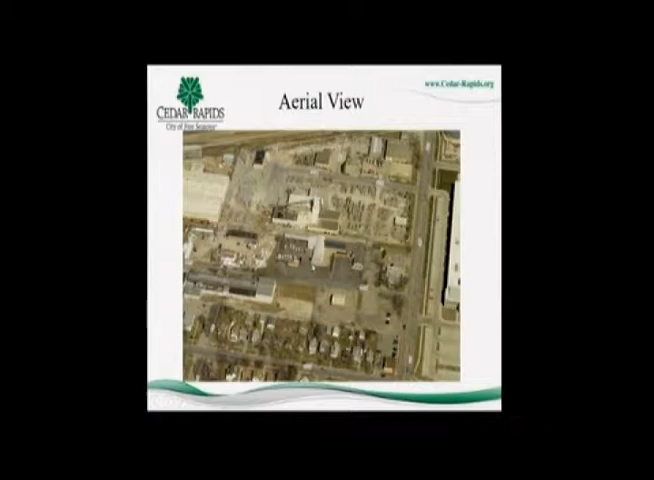 www.Cedar-Rapids.org
Aerial View
CEDAR RAPIDS
City of Five Seasons